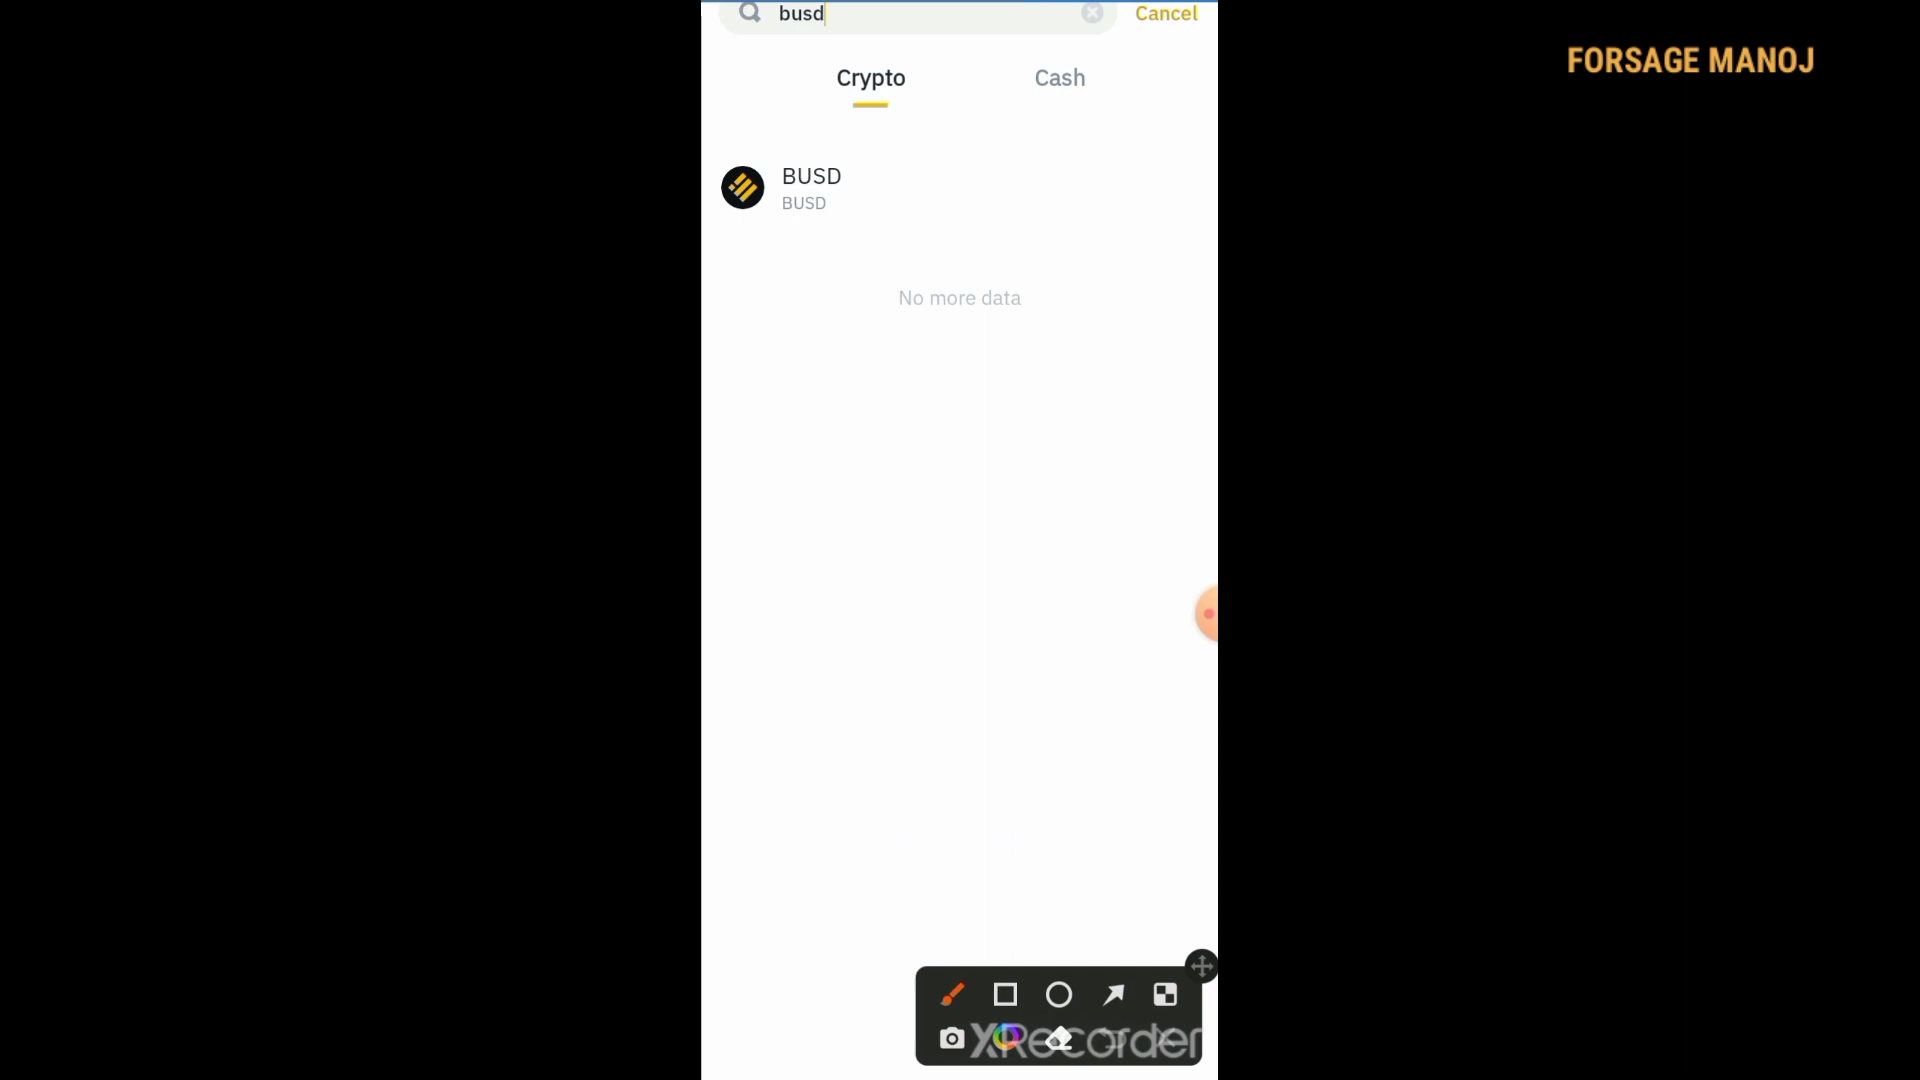 busd
Cancel
FORSAGE MANOJ
Crypto
Cash
BUSD
BUSD
No more data
XRecorder